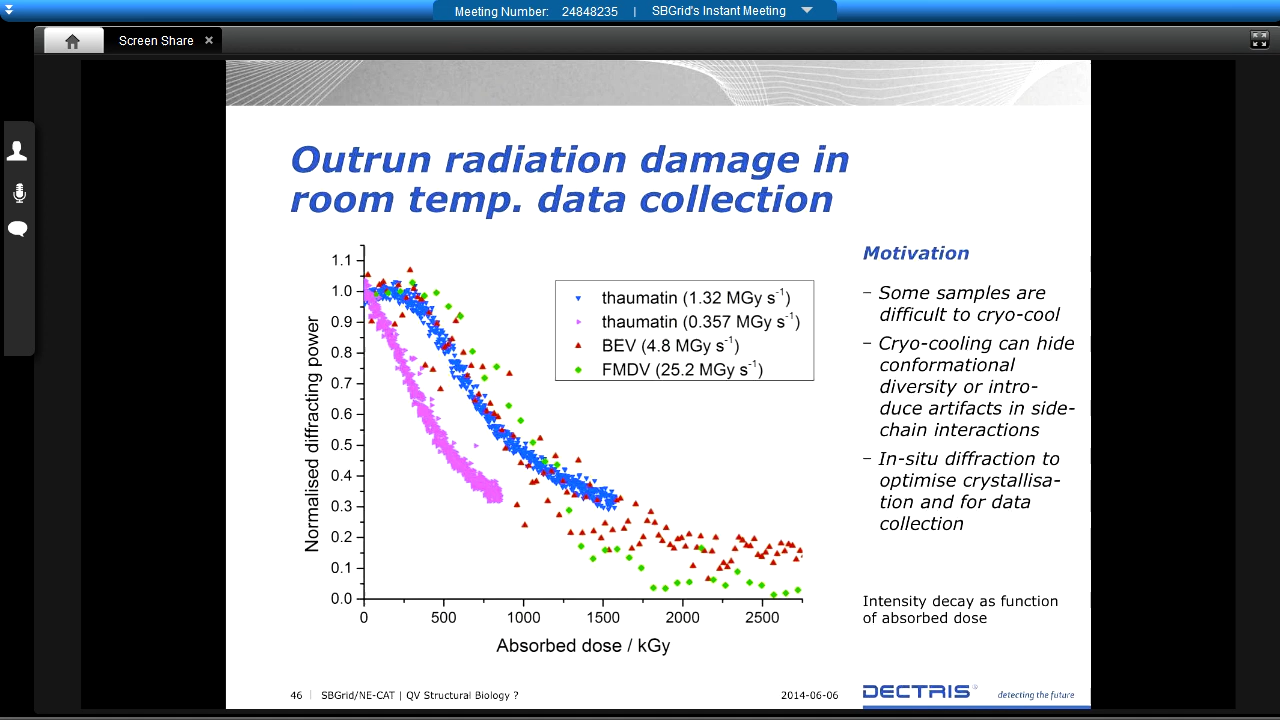 Meeting Number: 24848235 | SBGrid's Instant Meeting
Screen Share ×
Outrun radiation damage in
room temp. data collection
Normalised diffracting power
1.1
1.0
0.9
0.8
0.7
0.6
0.5
0.4
0.3
0.2
0.1
0.0
0 500 1000 1500 2000 2500
Absorbed dose / kGy
thaumatin (1.32 MGy s⁻¹)
thaumatin (0.357 MGy s⁻¹)
BEV (4.8 MGy s⁻¹)
FMDV (25.2 MGy s⁻¹)
Motivation
– Some samples are
difficult to cryo-cool
– Cryo-cooling can hide
conformational
diversity or intro-
duce artifacts in side-
chain interactions
– In-situ diffraction to
optimise crystallisa-
tion and for data
collection
Intensity decay as function
of absorbed dose
46 | SBGrid/NE-CAT | QV Structural Biology ? 2014-06-06
DECTRIS® detecting the future